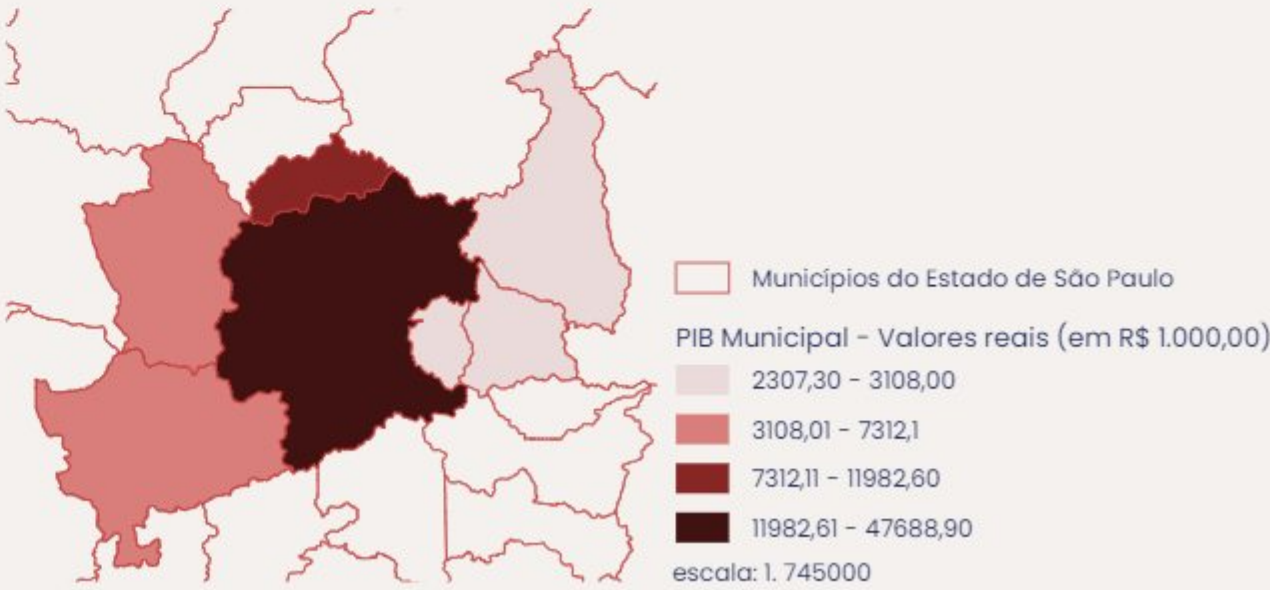 Municípios do Estado de São Paulo
PIB Municipal - Valores reais (em R$ 1.000,00)
2307,30 - 3108,00
3108,01 - 7312,1
7312,11 - 11982,60
11982,61 - 47688,90
escala: 1. 745000